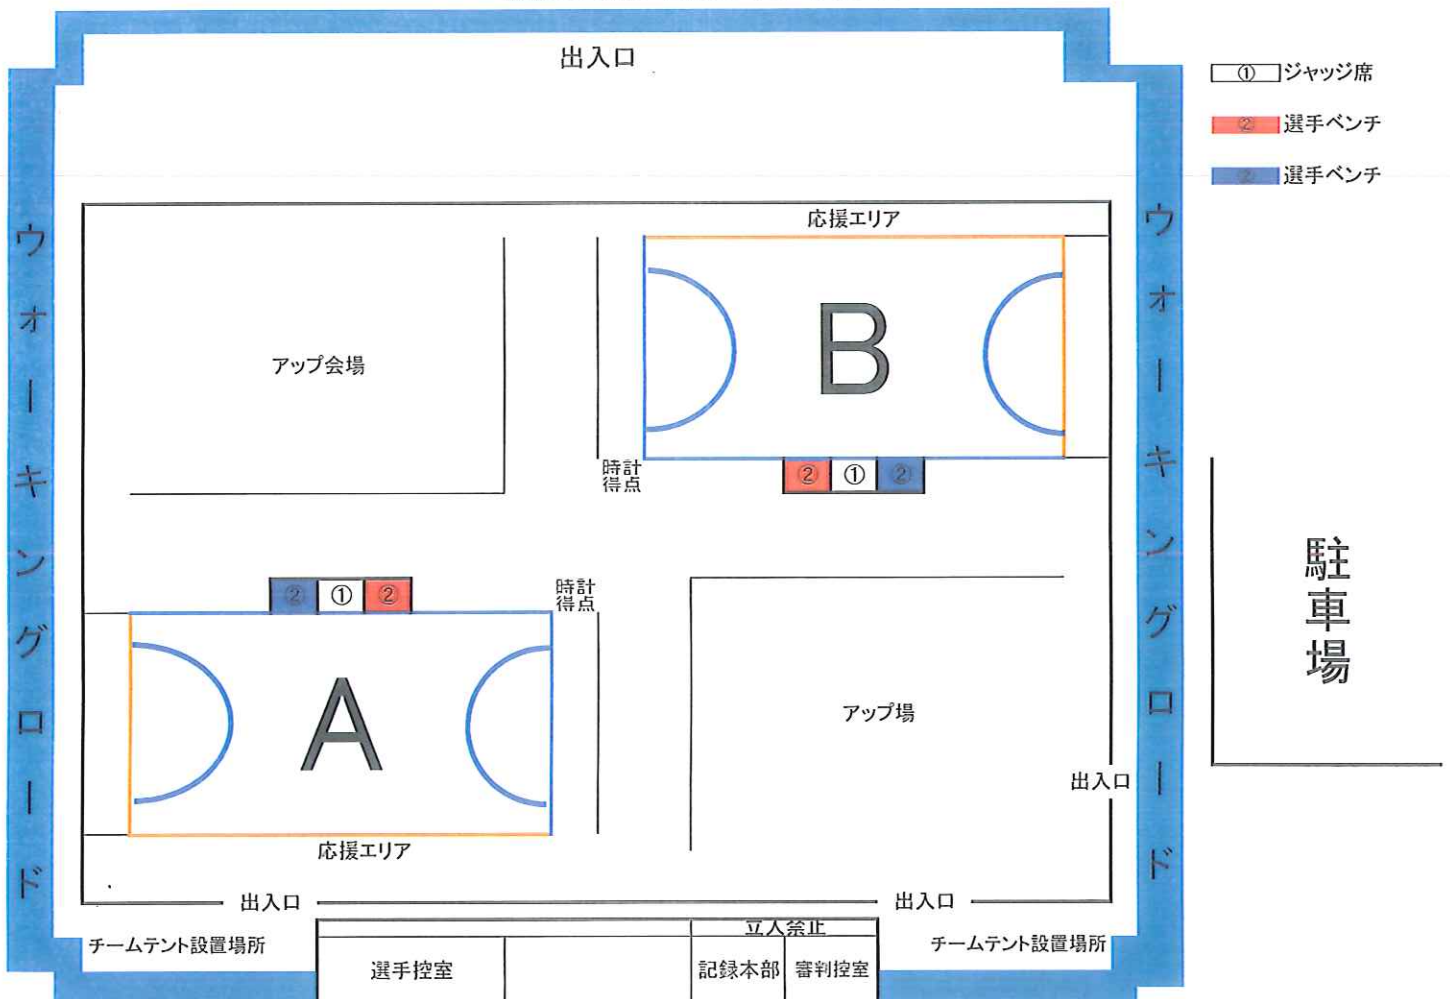 出入口
① ジャッジ席
② 選手ベンチ
② 選手ベンチ
ウォーキングロード
ウォーキングロード
応援エリア
B
アップ会場
時計
得点
② ① ②
② ① ②
時計
得点
駐車場
A
アップ場
出入口
応援エリア
出入口
出入口
チームテント設置場所
立人禁止
チームテント設置場所
選手控室
記録本部
審判控室